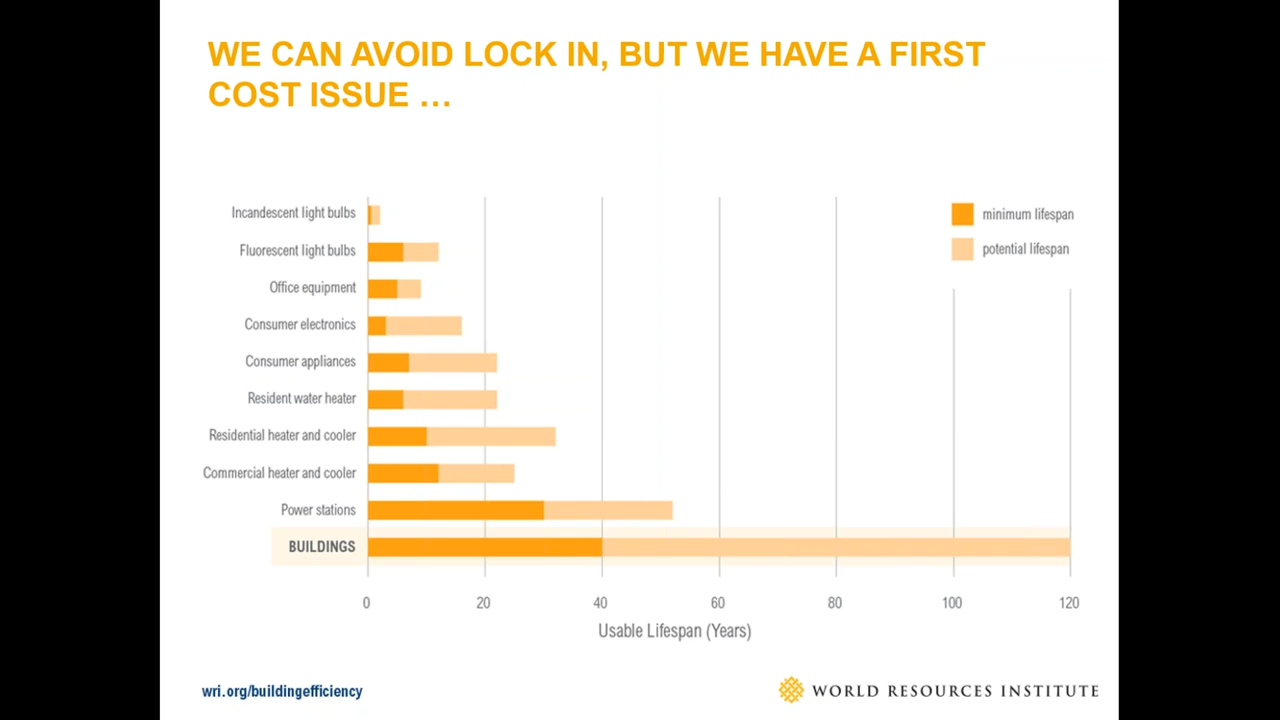 WE CAN AVOID LOCK IN, BUT WE HAVE A FIRST
COST ISSUE …
Incandescent light bulbs
Fluorescent light bulbs
Office equipment
Consumer electronics
Consumer appliances
Resident water heater
Residential heater and cooler
Commercial heater and cooler
Power stations
BUILDINGS
minimum lifespan
potential lifespan
0 20 40 60 80 100 120
Usable Lifespan (Years)
wri.org/buildingefficiency
WORLD RESOURCES INSTITUTE